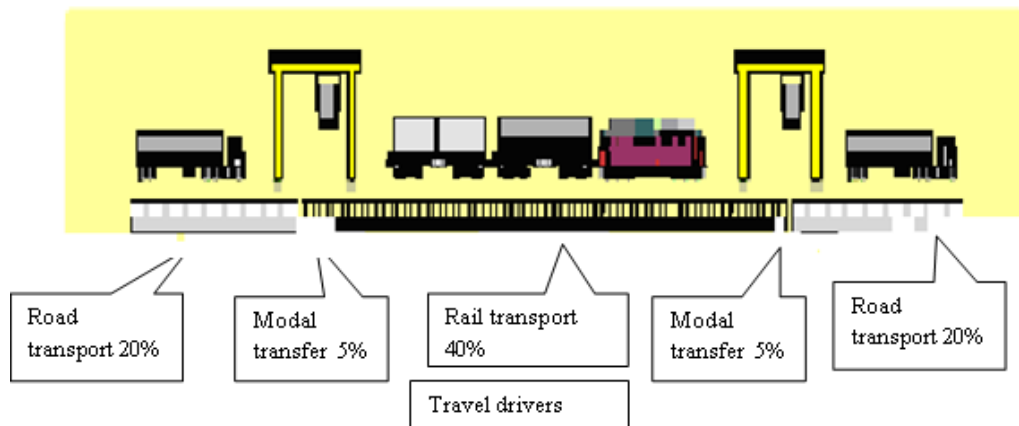 Road
transport 20%
Modal
transfer 5%
Rail transport
40%
Modal
transfer 5%
Road
transport 20%
Travel drivers